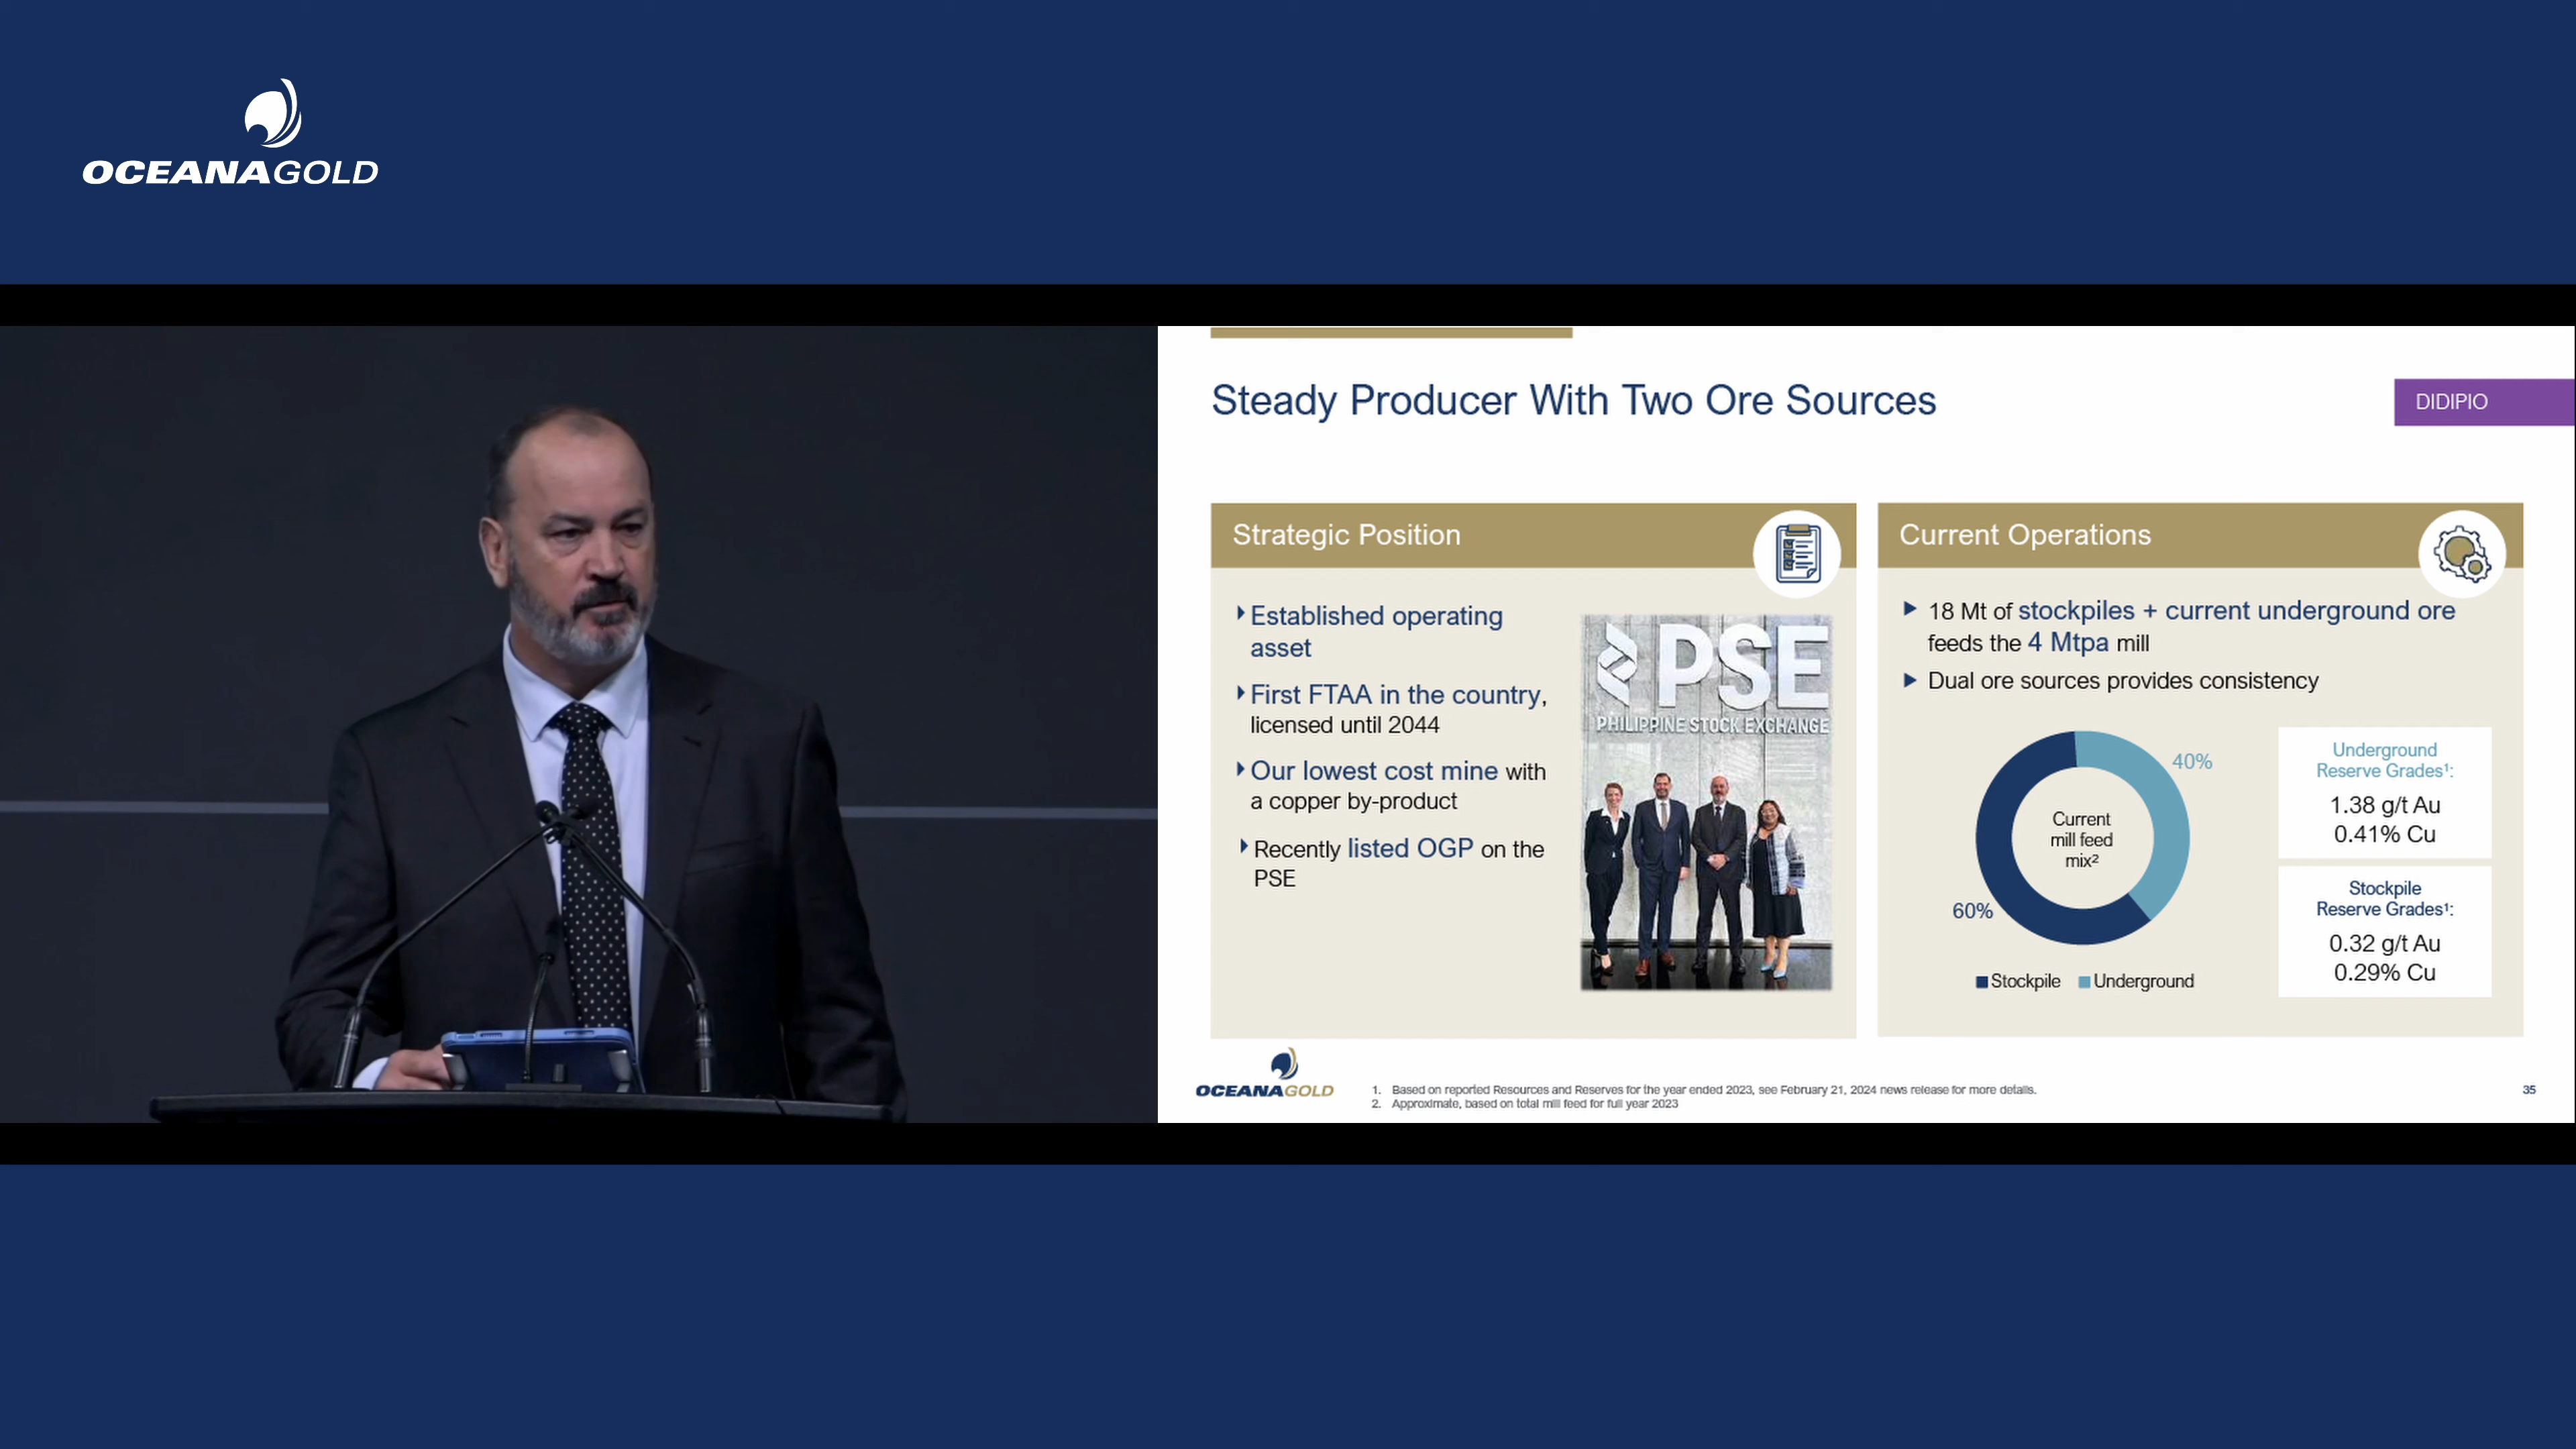 OCEANAGOLD
Steady Producer With Two Ore Sources
DIDIPIO
Strategic Position
Established operating
asset
First FTAA in the country,
licensed until 2044
Our lowest cost mine with
a copper by-product
Recently listed OGP on the
PSE
PSE
PHILIPPINE STOCK EXCHANGE
Current Operations
18 Mt of stockpiles + current underground ore
feeds the 4 Mtpa mill
Dual ore sources provides consistency
40%
Current
mill feed
mix²
60%
Stockpile Underground
Underground
Reserve Grades¹:
1.38 g/t Au
0.41% Cu
Stockpile
Reserve Grades¹:
0.32 g/t Au
0.29% Cu
OCEANAGOLD
1. Based on reported Resources and Reserves for the year ended 2023, see February 21, 2024 news release for more details.
2. Approximate, based on total mill feed for full year 2023
35